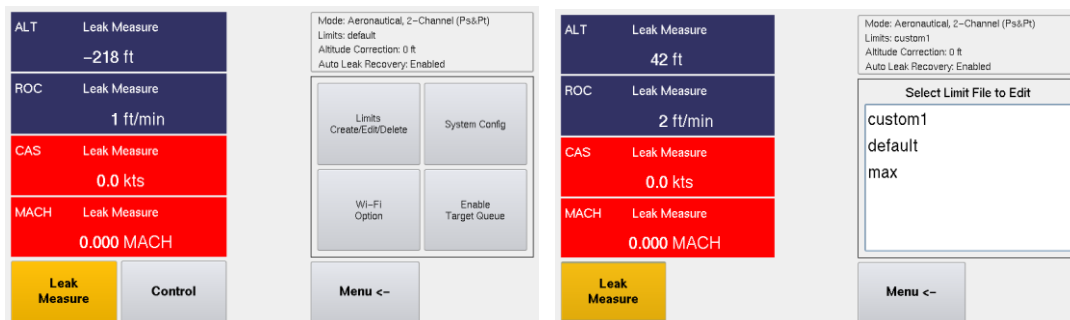 ALT Leak Measure
-218 ft
ROC Leak Measure
1 ft/min
CAS Leak Measure
0.0 kts
MACH Leak Measure
0.000 MACH
Leak
Measure
Control
Mode: Aeronautical, 2-Channel (Ps&Pt)
Limits: default
Altitude Correction: 0 ft
Auto Leak Recovery: Enabled
Limits
Create/Edit/Delete
System Config
Wi-Fi
Option
Enable
Target Queue
Menu <-
ALT Leak Measure
42 ft
ROC Leak Measure
2 ft/min
CAS Leak Measure
0.0 kts
MACH Leak Measure
0.000 MACH
Leak
Measure
Mode: Aeronautical, 2-Channel (Ps&Pt)
Limits: custom1
Altitude Correction: 0 ft
Auto Leak Recovery: Enabled
Select Limit File to Edit
custom1
default
max
Menu <-